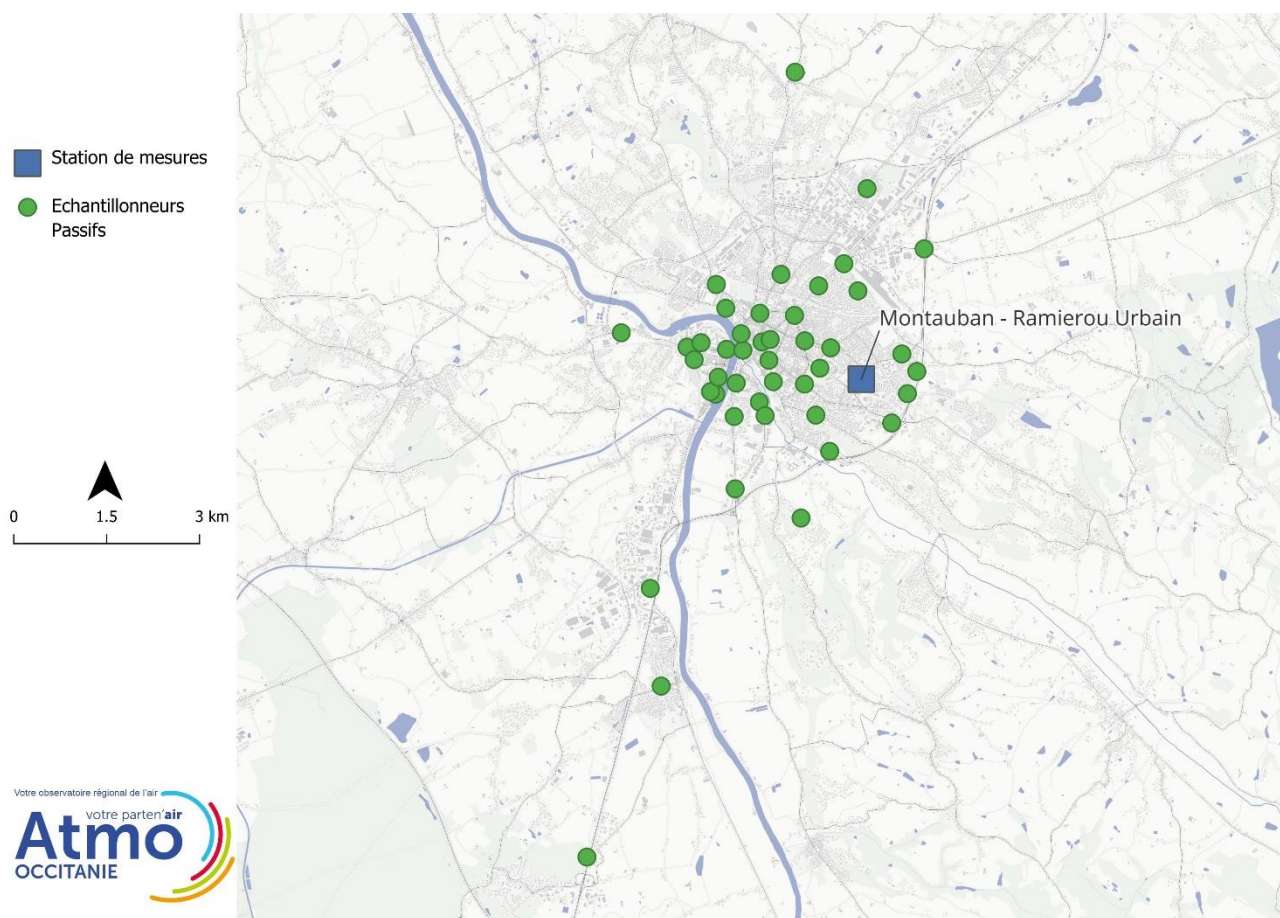 Station de mesures
Echantillonneurs
Passifs
Montauban - Ramierou Urbain
0 1.5 3 km
Votre observatoire régional de l'air
votre parten'air
Atmo
OCCITANIE